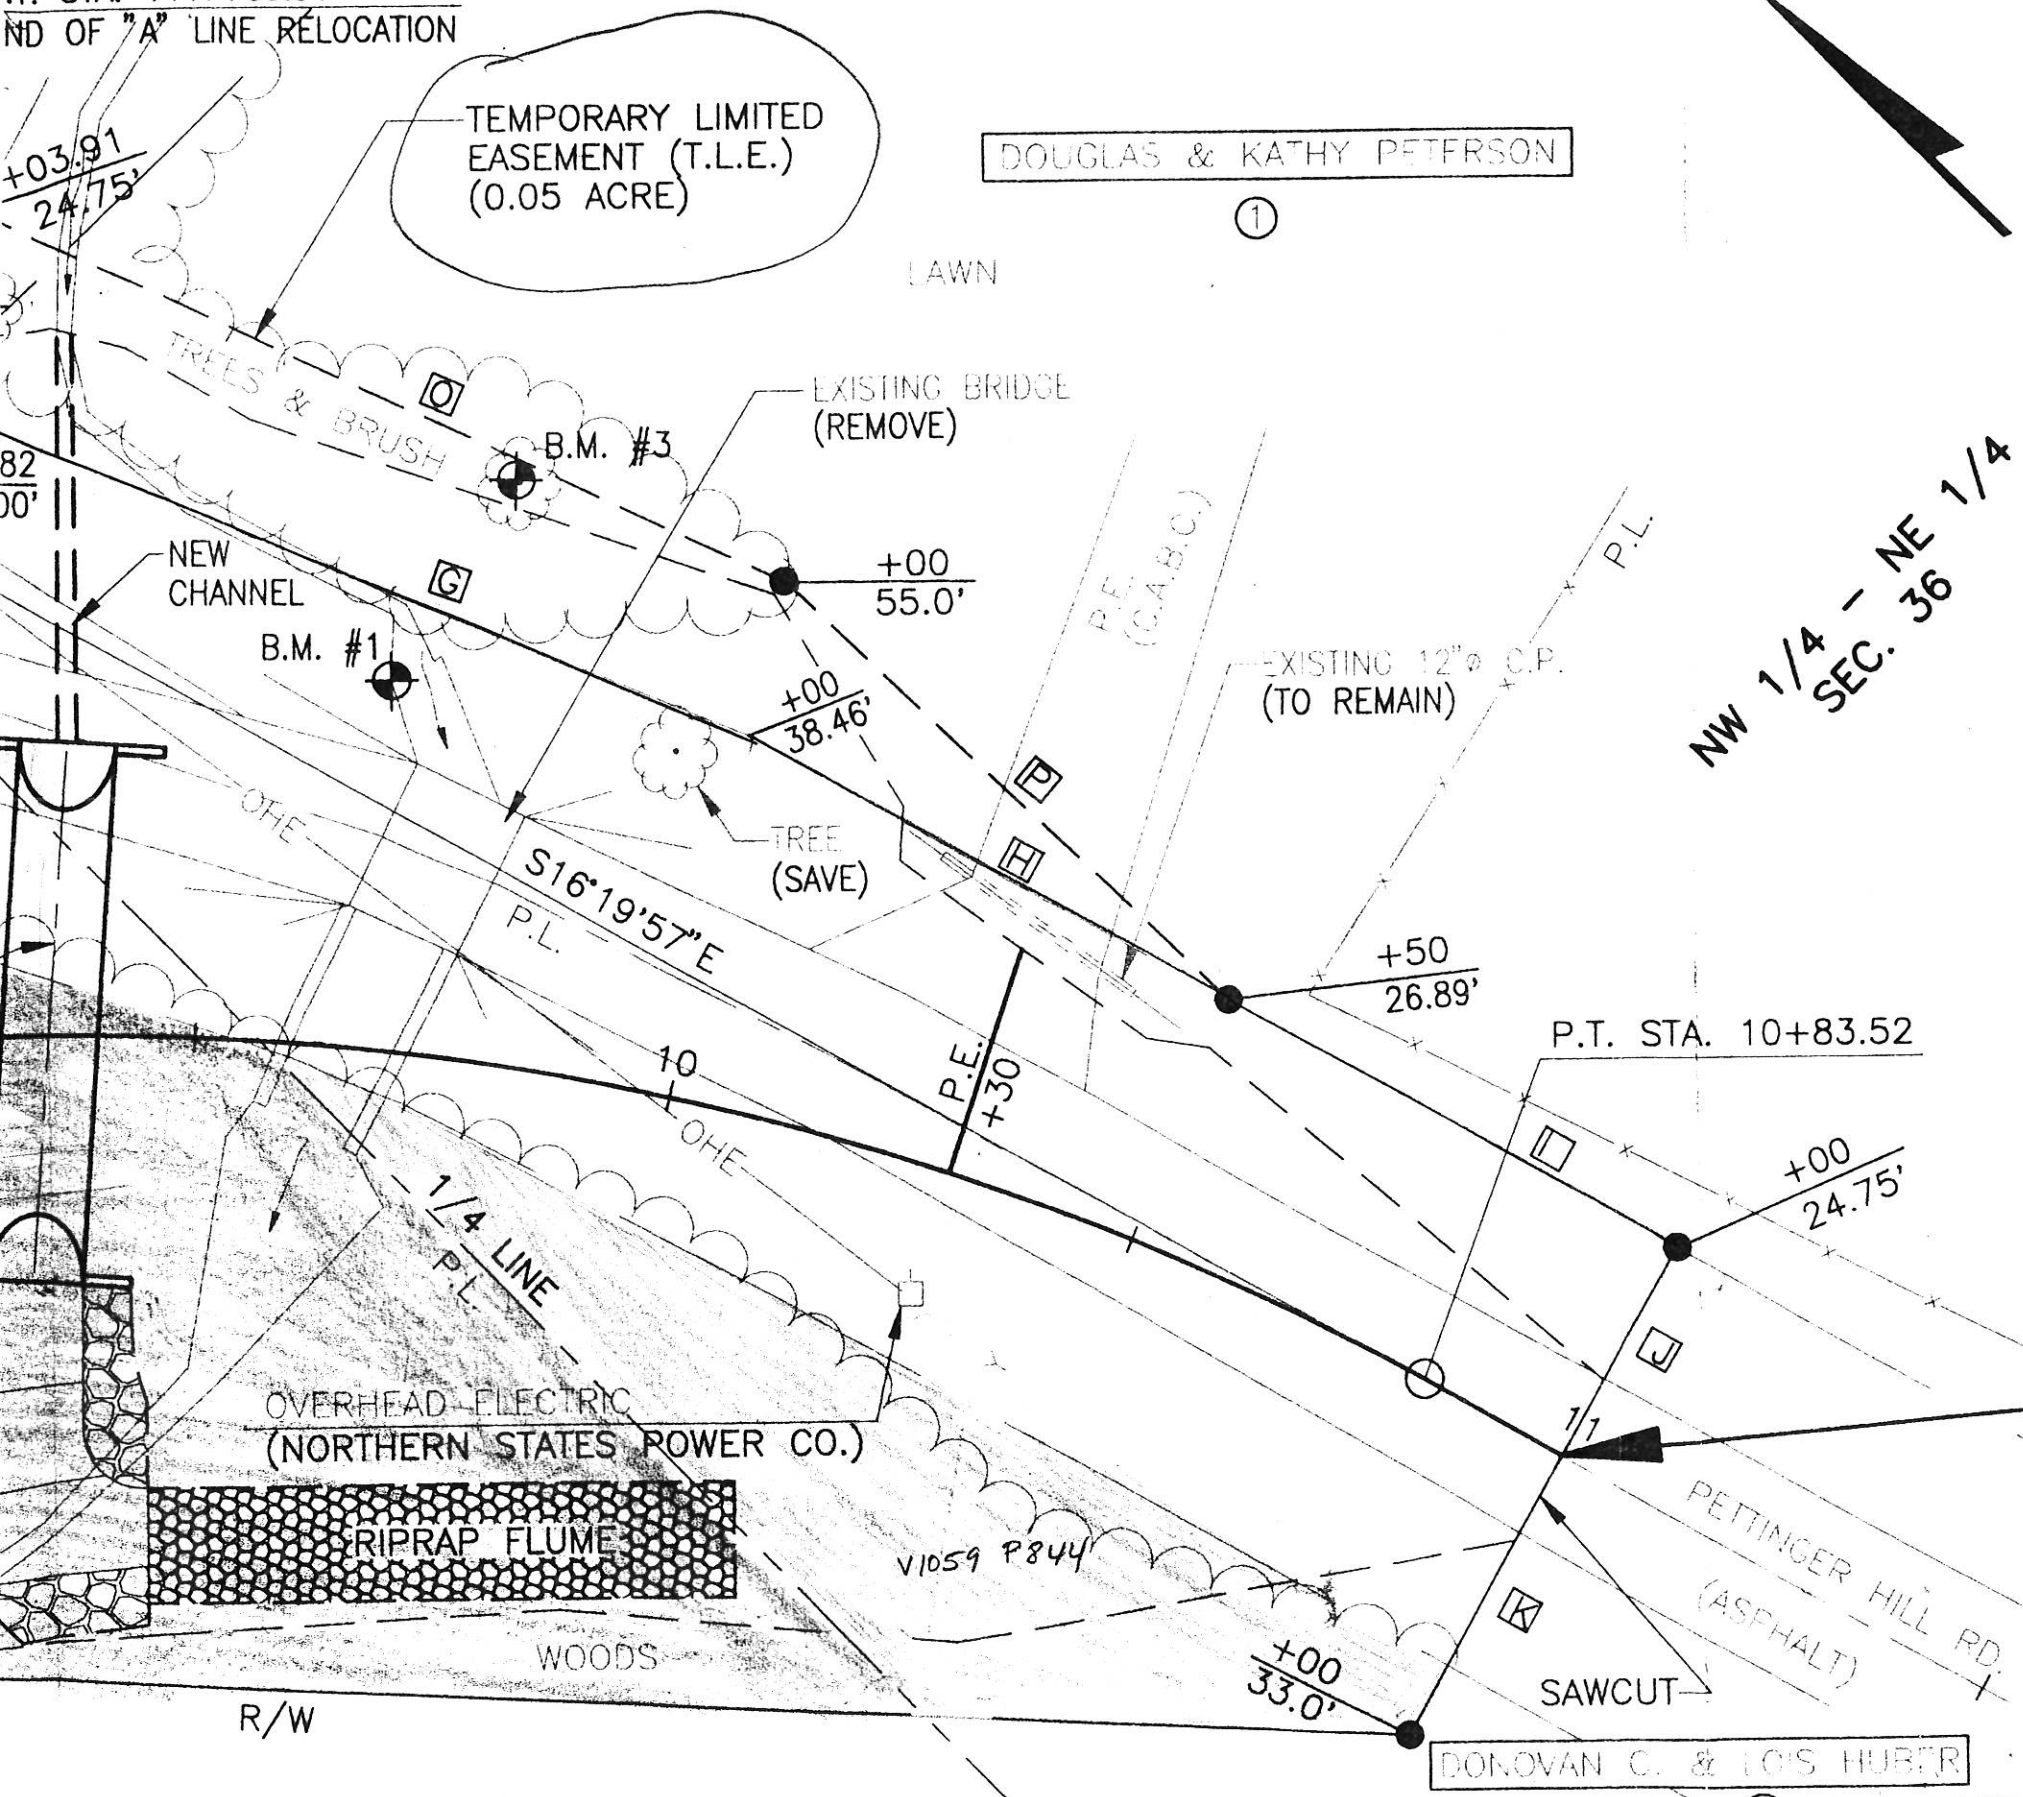 ND OF "A" LINE RELOCATION
TEMPORARY LIMITED
EASEMENT (T.L.E.)
(0.05 ACRE)
DOUGLAS & KATHY PETERSON
1
+03.91
24.75'
LAWN
TREES & BRUSH
O
EXISTING BRIDGE
(REMOVE)
B.M. #3
82
00'
NEW
CHANNEL
G
+00
55.0'
P.E.
(C.A.B.C.)
P.L.
NW 1/4 - NE 1/4
SEC. 36
B.M. #1
+00
38.46'
EXISTING 12"ø C.P.
(TO REMAIN)
P
H
OHE
TREE
(SAVE)
S16°19'57"E
P.L.
+50
26.89'
P.T. STA. 10+83.52
10
P.E.
+30
OHE
I
+00
24.75'
1/4 LINE
P.L.
J
OVERHEAD ELECTRIC
(NORTHERN STATES POWER CO.)
11
PETTINGER HILL RD.
(ASPHALT)
RIPRAP FLUME
V1059 P844
K
WOODS
+00
33.0'
SAWCUT
R/W
DONOVAN C. & LOIS HUBER